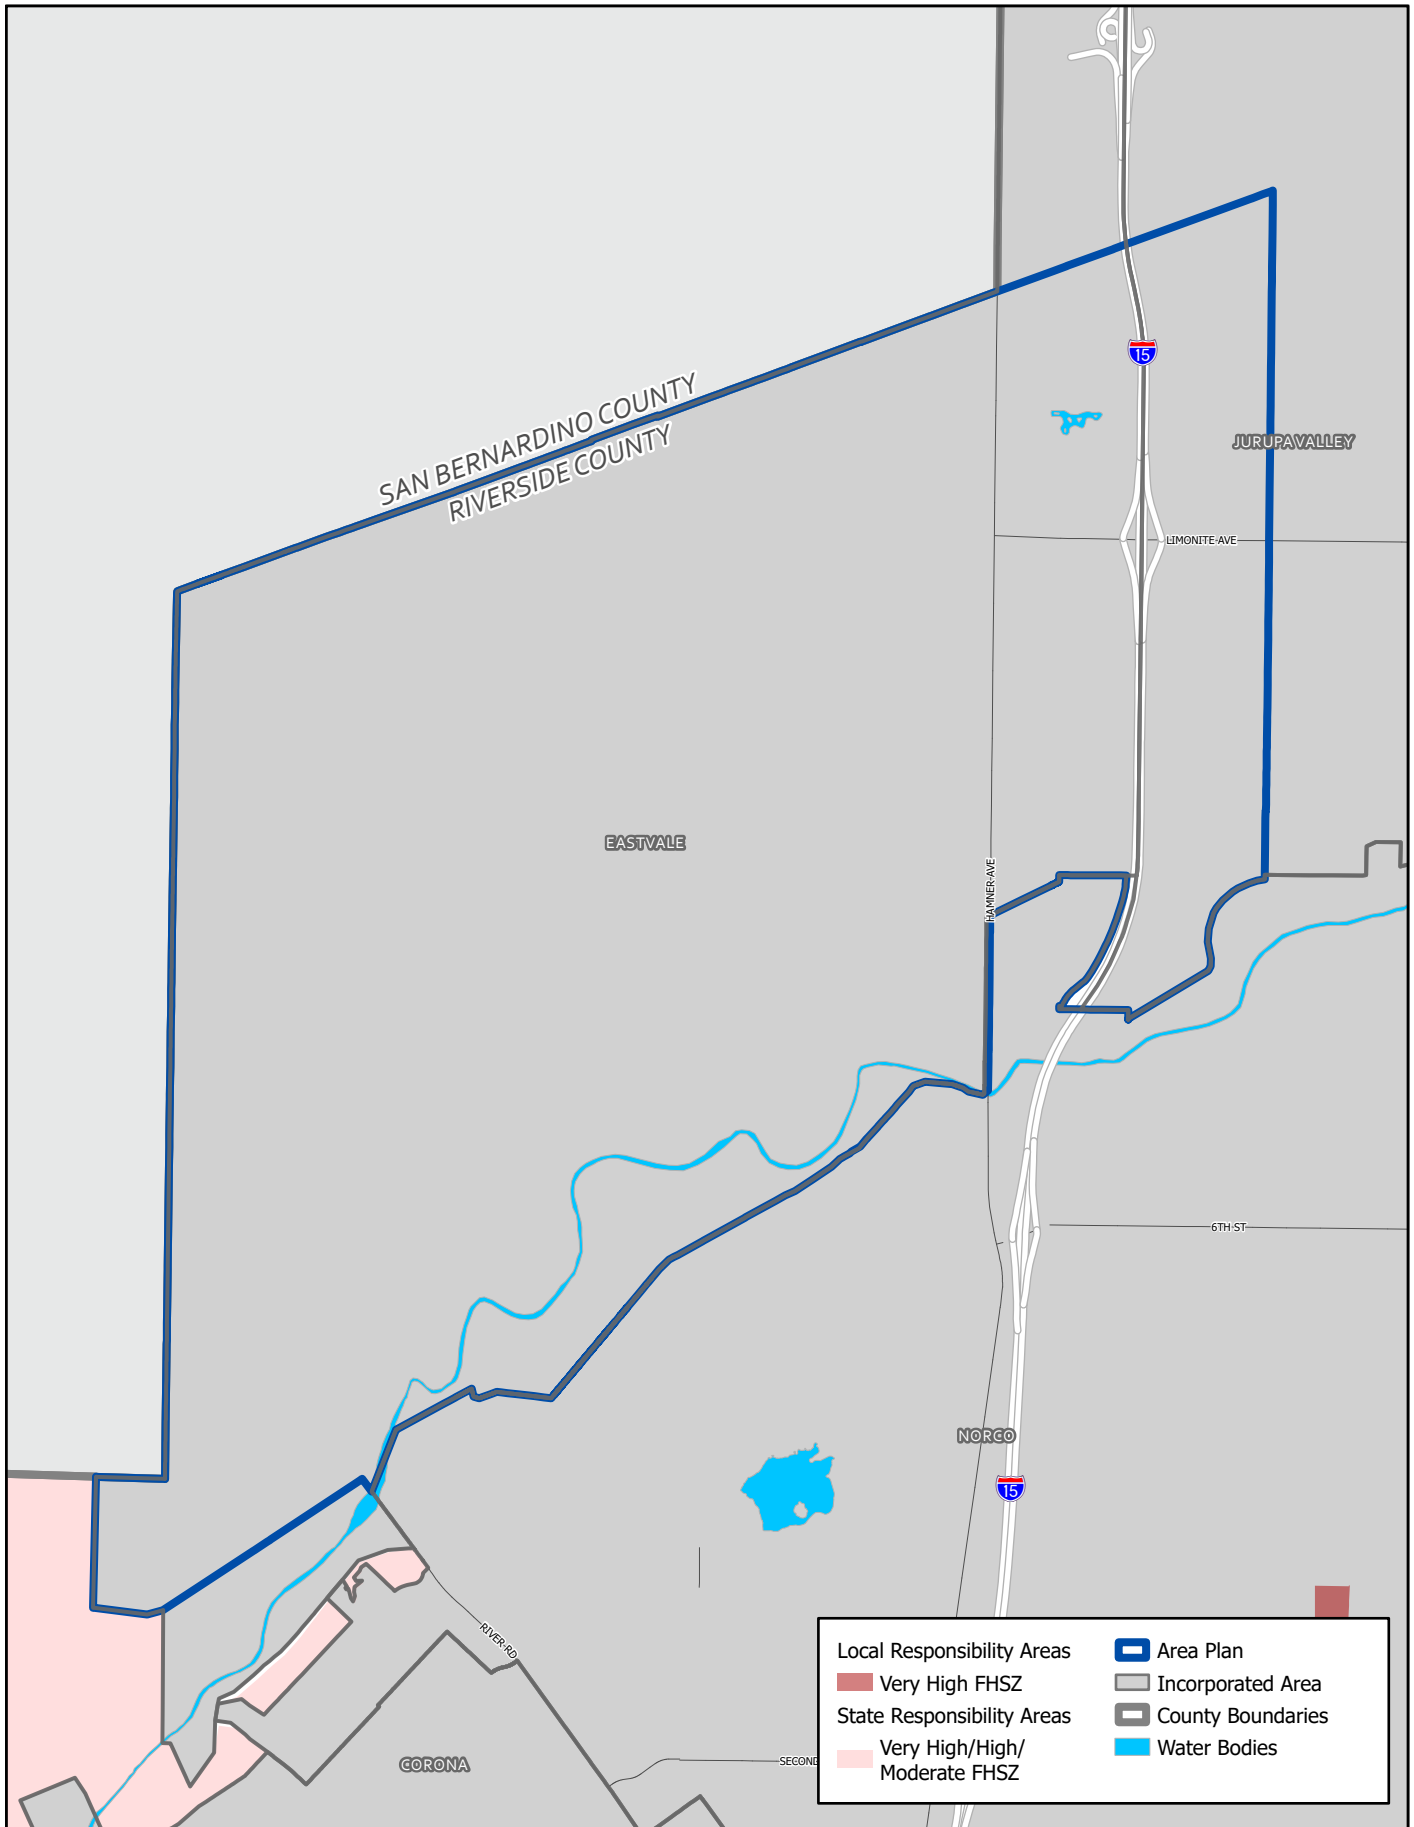 15
SAN BERNARDINO COUNTY
RIVERSIDE COUNTY
JURUPA VALLEY
LIMONITE AVE
EASTVALE
HAMNER AVE
6TH ST
NORCO
15
RIVER RD
CORONA
SECOND
Local Responsibility Areas
Very High FHSZ
State Responsibility Areas
Very High/High/
Moderate FHSZ
Area Plan
Incorporated Area
County Boundaries
Water Bodies